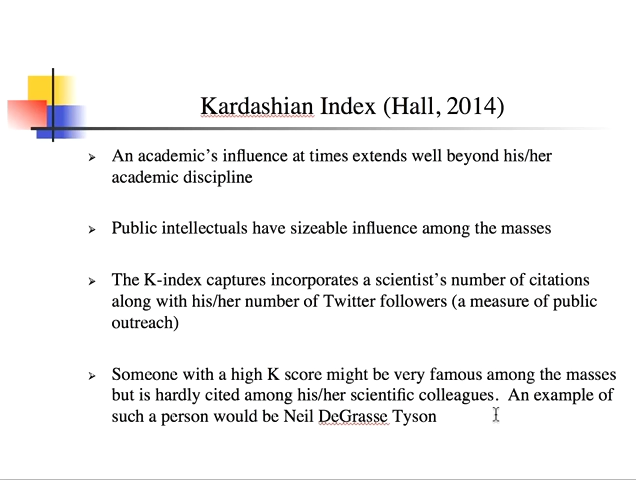 Kardashian Index (Hall, 2014)
An academic’s influence at times extends well beyond his/her
academic discipline
Public intellectuals have sizeable influence among the masses
The K-index captures incorporates a scientist’s number of citations
along with his/her number of Twitter followers (a measure of public
outreach)
Someone with a high K score might be very famous among the masses
but is hardly cited among his/her scientific colleagues.  An example of
such a person would be Neil DeGrasse Tyson